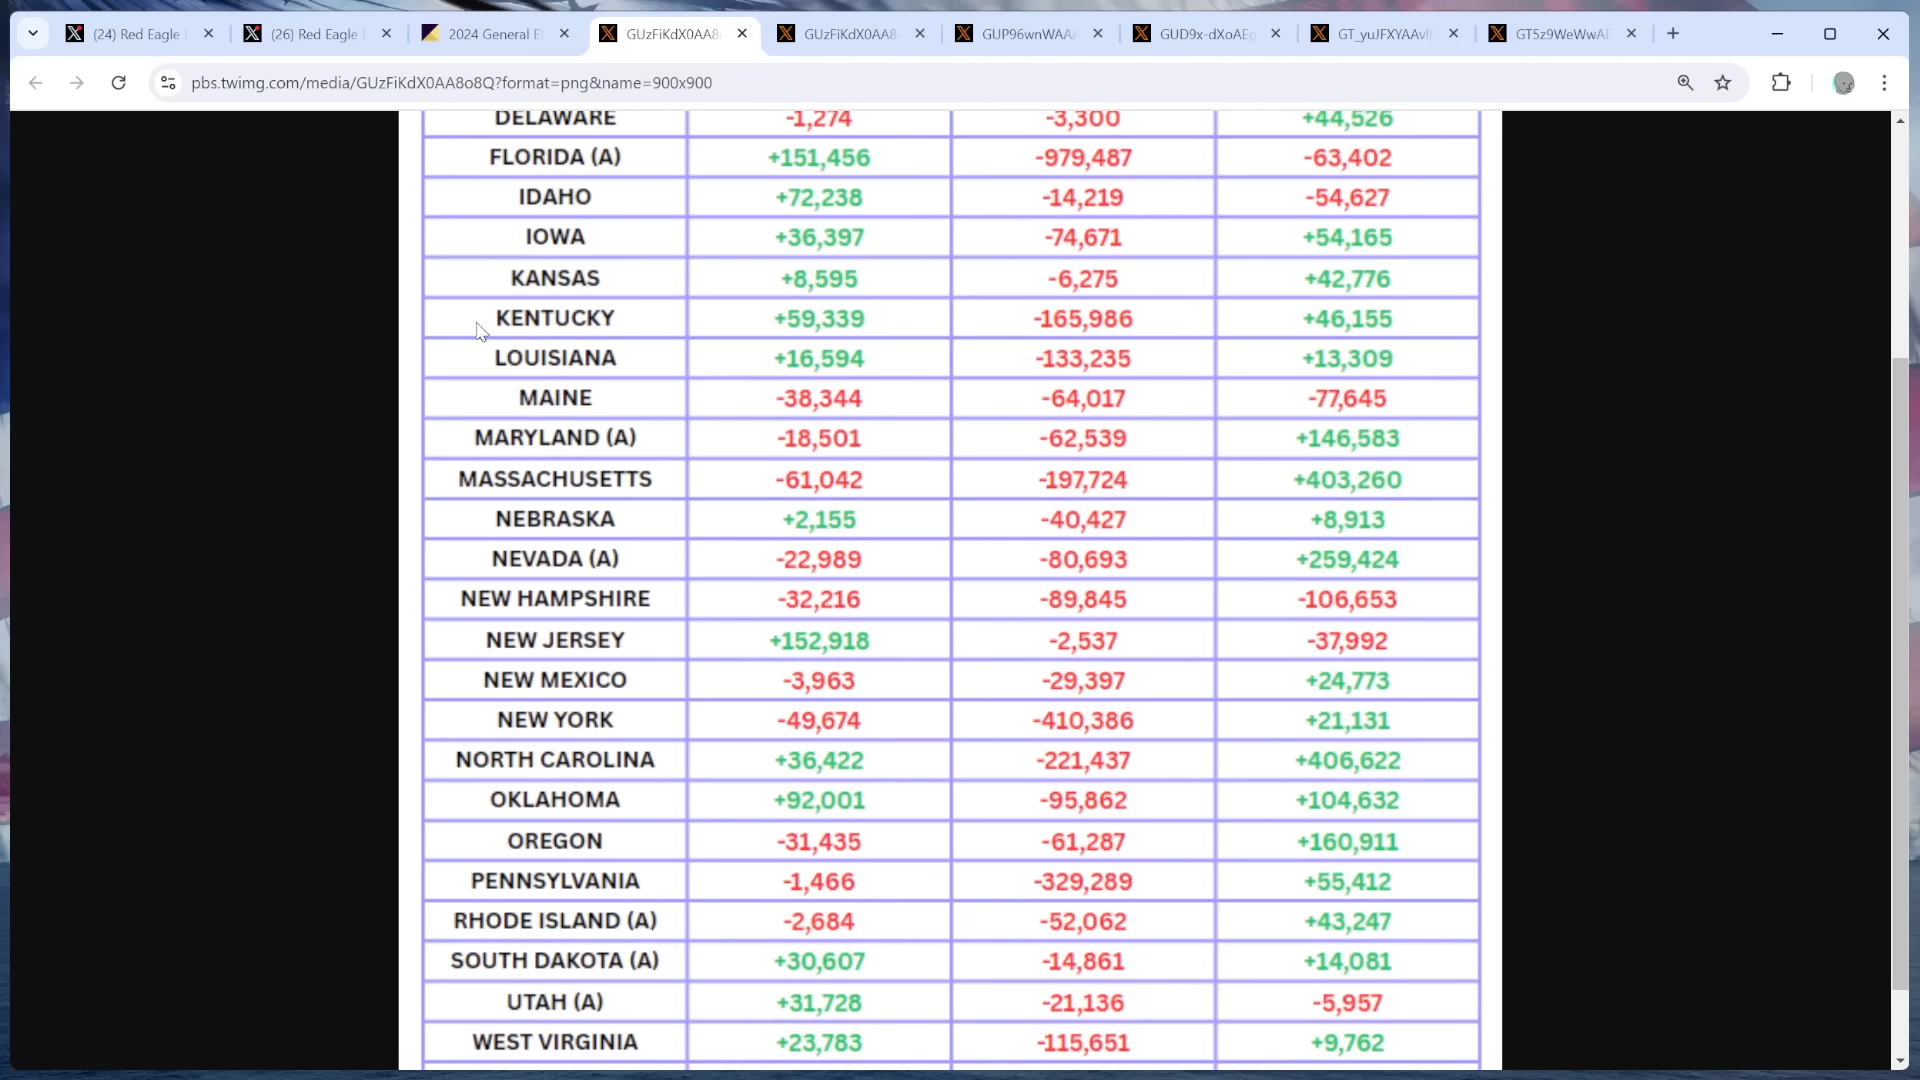 (24) Red Eagle
(26) Red Eagle
2024 General El
GUzFiKdX0AA8
GUzFiKdX0AA8
GUP96wnWAAA
GUD9x-dXoAEg
GT_yuJFXYAAvl
GT5z9WeWwAE
pbs.twimg.com/media/GUzFiKdX0AA8o8Q?format=png&name=900x900
DELAWARE -1,274 -3,300 +44,526
FLORIDA (A) +151,456 -979,487 -63,402
IDAHO +72,238 -14,219 -54,627
IOWA +36,397 -74,671 +54,165
KANSAS +8,595 -6,275 +42,776
KENTUCKY +59,339 -165,986 +46,155
LOUISIANA +16,594 -133,235 +13,309
MAINE -38,344 -64,017 -77,645
MARYLAND (A) -18,501 -62,539 +146,583
MASSACHUSETTS -61,042 -197,724 +403,260
NEBRASKA +2,155 -40,427 +8,913
NEVADA (A) -22,989 -80,693 +259,424
NEW HAMPSHIRE -32,216 -89,845 -106,653
NEW JERSEY +152,918 -2,537 -37,992
NEW MEXICO -3,963 -29,397 +24,773
NEW YORK -49,674 -410,386 +21,131
NORTH CAROLINA +36,422 -221,437 +406,622
OKLAHOMA +92,001 -95,862 +104,632
OREGON -31,435 -61,287 +160,911
PENNSYLVANIA -1,466 -329,289 +55,412
RHODE ISLAND (A) -2,684 -52,062 +43,247
SOUTH DAKOTA (A) +30,607 -14,861 +14,081
UTAH (A) +31,728 -21,136 -5,957
WEST VIRGINIA +23,783 -115,651 +9,762